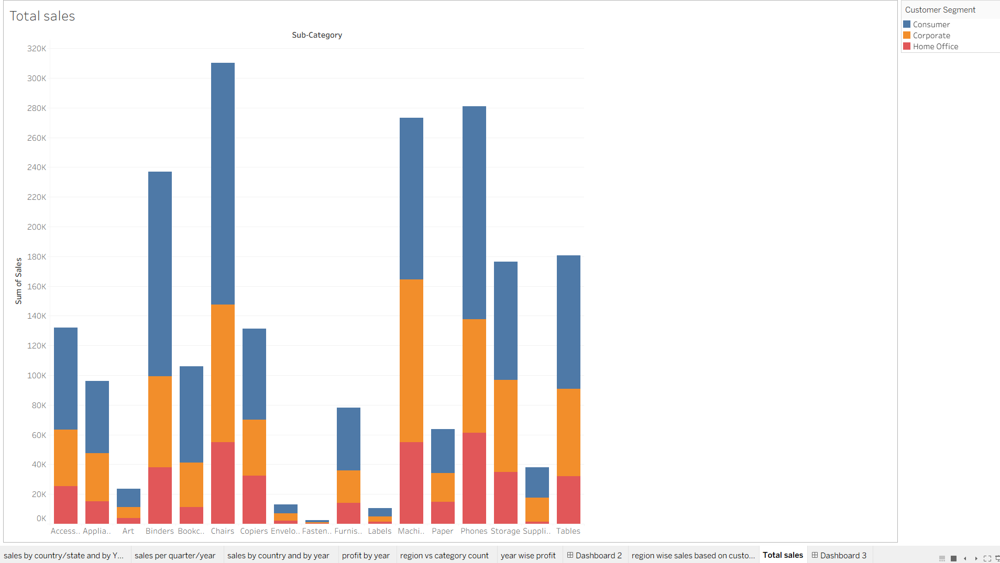 Total sales
Customer Segment
Consumer
Corporate
Home Office
Sub-Category
320K
300K
280K
260K
240K
220K
200K
180K
160K
140K
120K
100K
80K
60K
40K
20K
0K
Sum of Sales
Access.. Applia.. Art Binders Bookc.. Chairs Copiers Envelo.. Fasten.. Furnis.. Labels Machi.. Paper Phones Storage Suppli.. Tables
sales by country/state and by Y... sales per quarter/year sales by country and by year profit by year region vs category count year wise profit Dashboard 2 region wise sales based on custo... Total sales Dashboard 3